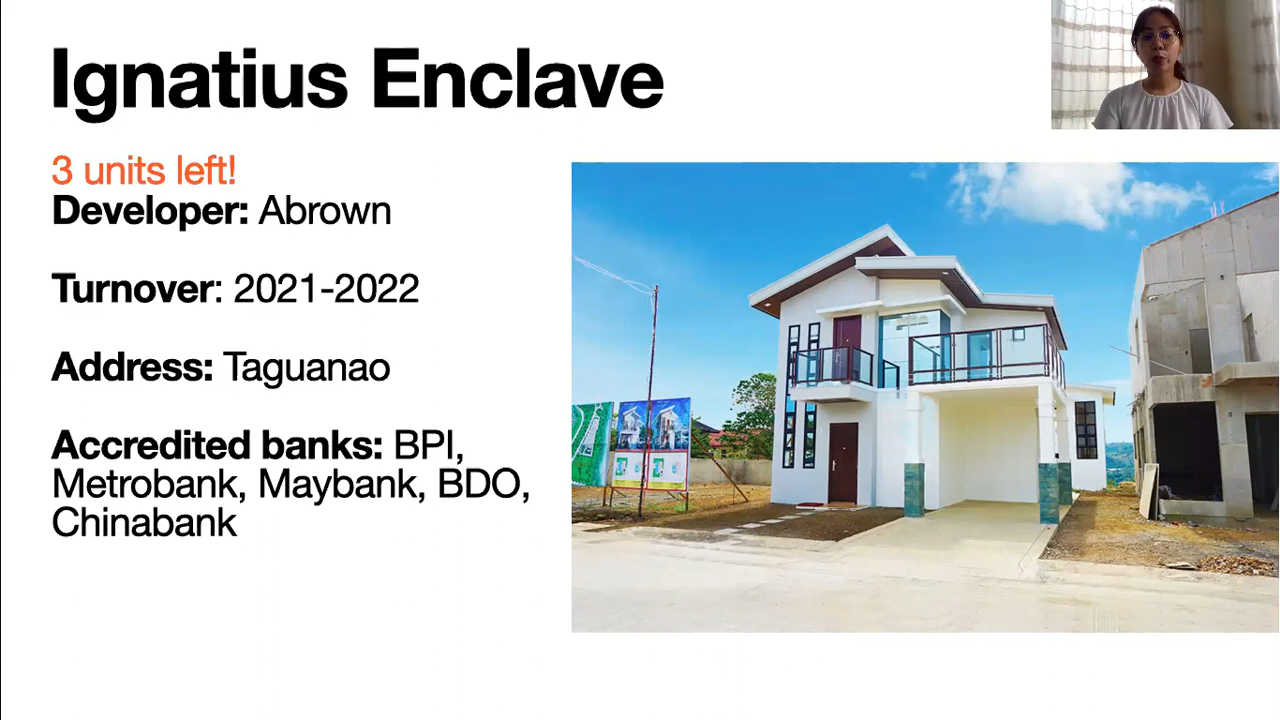 Ignatius Enclave
3 units left!
Developer: Abrown
Turnover: 2021-2022
Address: Taguanao
Accredited banks: BPI,
Metrobank, Maybank, BDO,
Chinabank